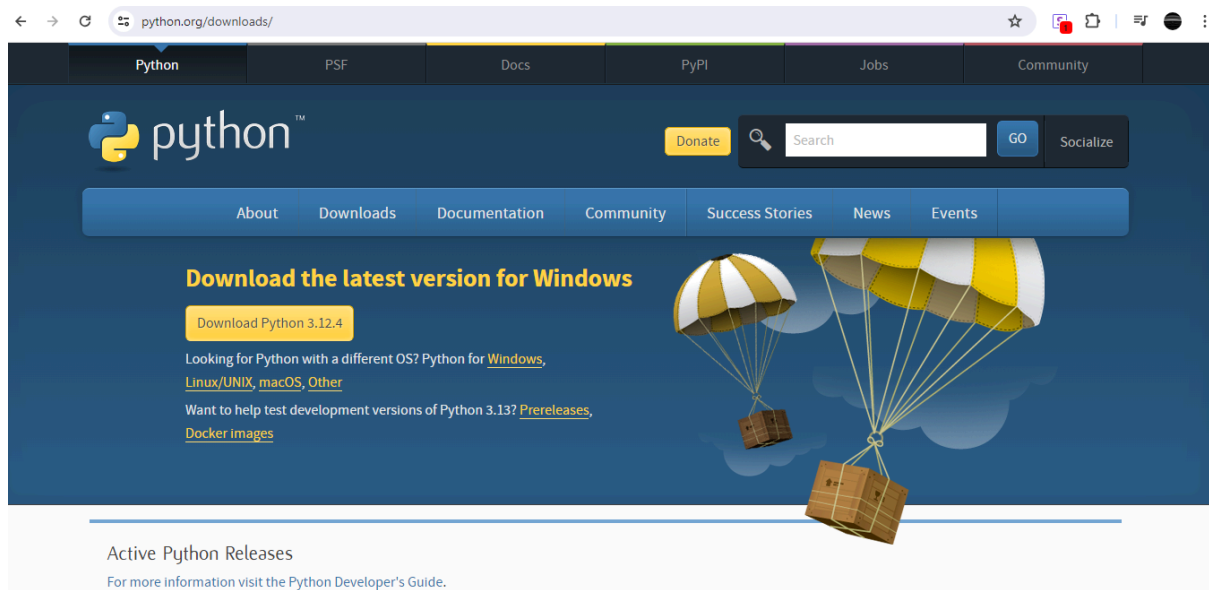 python.org/downloads/
Python PSF Docs PyPI Jobs Community
python™
Donate Search GO Socialize
About Downloads Documentation Community Success Stories News Events
Download the latest version for Windows
Download Python 3.12.4
Looking for Python with a different OS? Python for Windows,
Linux/UNIX, macOS, Other
Want to help test development versions of Python 3.13? Prereleases,
Docker images
Active Python Releases
For more information visit the Python Developer's Guide.